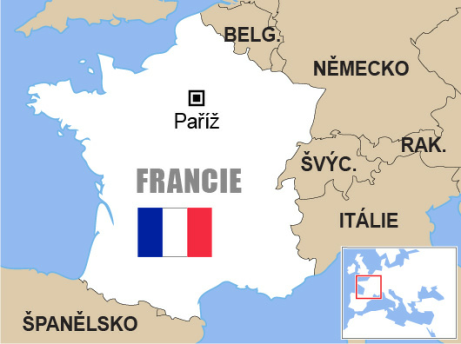 BELG.
NĚMECKO
Paříž
RAK.
ŠVÝC.
FRANCIE
ITÁLIE
ŠPANĚLSKO